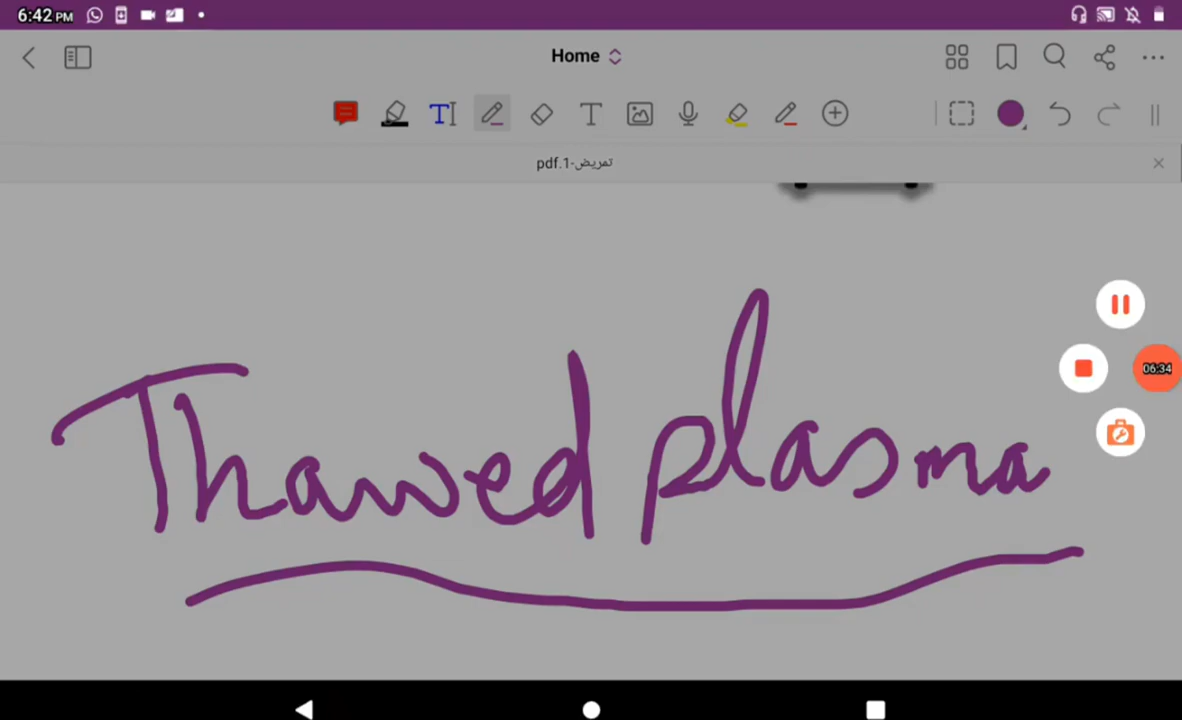 6:42 PM
Home
T T
تمريض-1.pdf
06:34
Thawed plasma